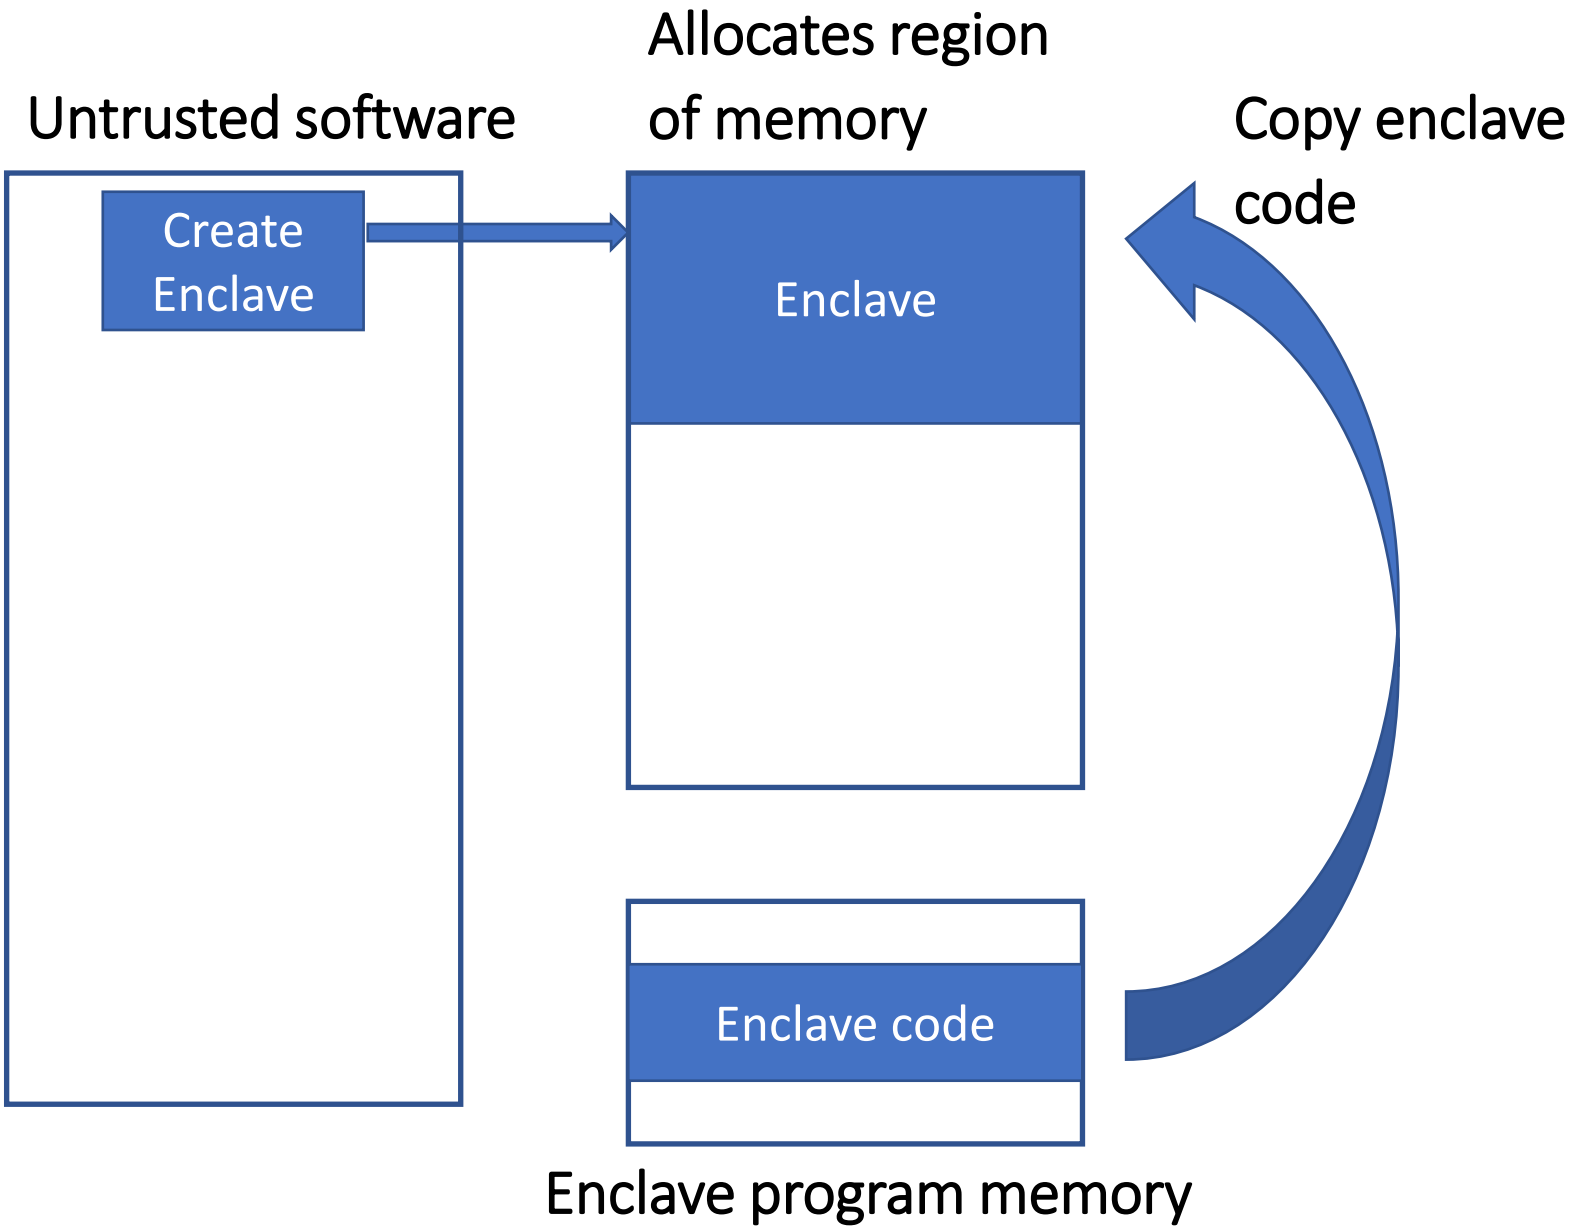 Untrusted software
Create
Enclave
Allocates region
of memory
Enclave
Copy enclave
code
Enclave code
Enclave program memory